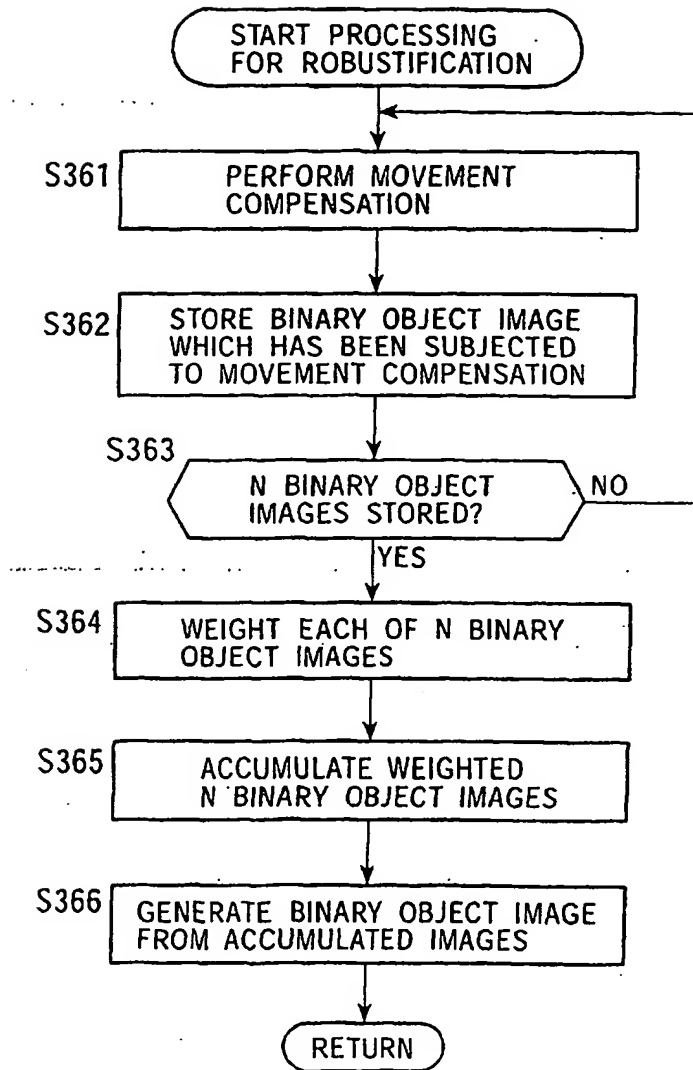 START PROCESSING
FOR ROBUSTIFICATION
S361
PERFORM MOVEMENT
COMPENSATION
S362
STORE BINARY OBJECT IMAGE
WHICH HAS BEEN SUBJECTED
TO MOVEMENT COMPENSATION
S363
N BINARY OBJECT
IMAGES STORED?
NO
YES
S364
WEIGHT EACH OF N BINARY
OBJECT IMAGES
S365
ACCUMULATE WEIGHTED
N BINARY OBJECT IMAGES
S366
GENERATE BINARY OBJECT IMAGE
FROM ACCUMULATED IMAGES
RETURN